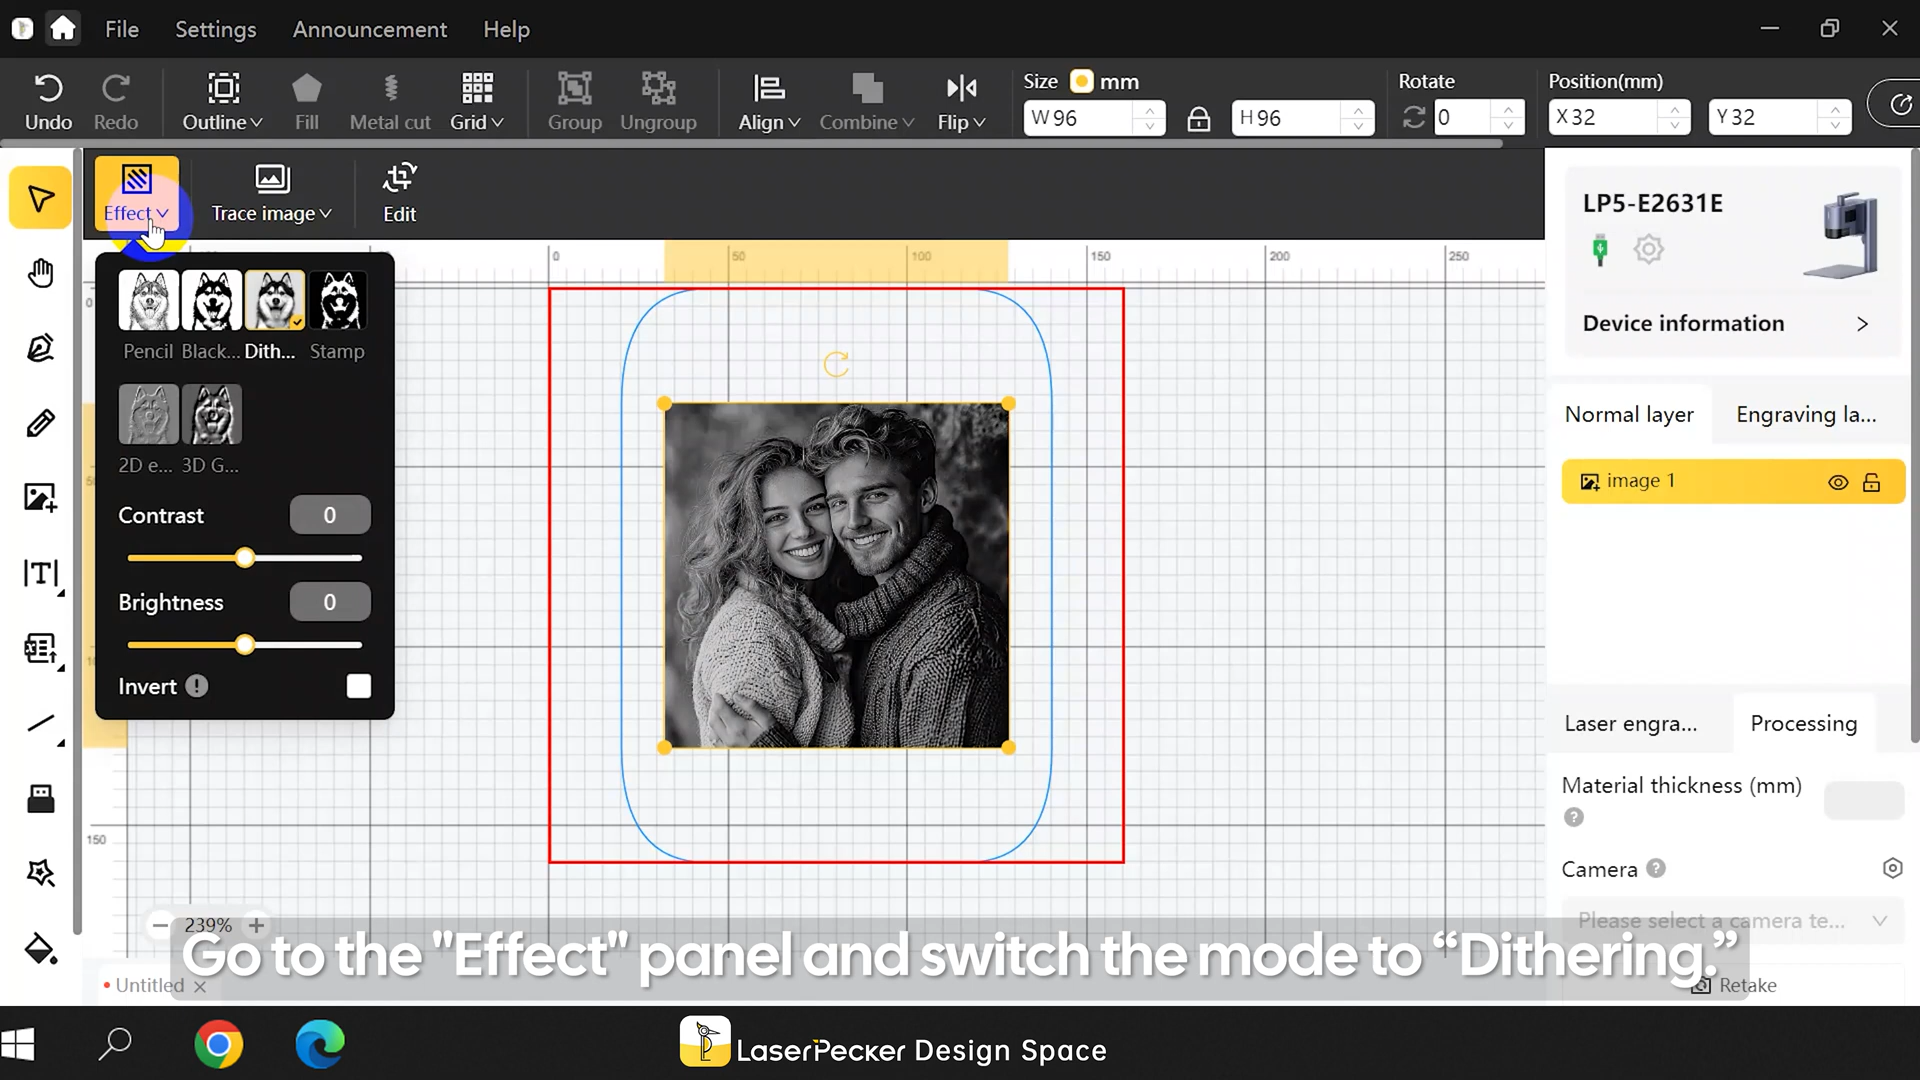 File Settings Announcement Help
Undo Redo Outline Fill Metal cut Grid Group Ungroup Align Combine Flip
Size mm Rotate Position(mm)
W 96 H 96 0 X 32 Y 32
Effect Trace image Edit
Pencil Black... Dith... Stamp
2D e... 3D G...
Contrast 0
Brightness 0
Invert
0 50 100 150 200 250
0
150
239%
Untitled
LP5-E2631E
Device information
Normal layer Engraving la...
image 1
Laser engra... Processing
Material thickness (mm)
?
Camera ?
Please select a camera te...
Retake
Go to the "Effect" panel and switch the mode to “Dithering.”
LaserPecker Design Space